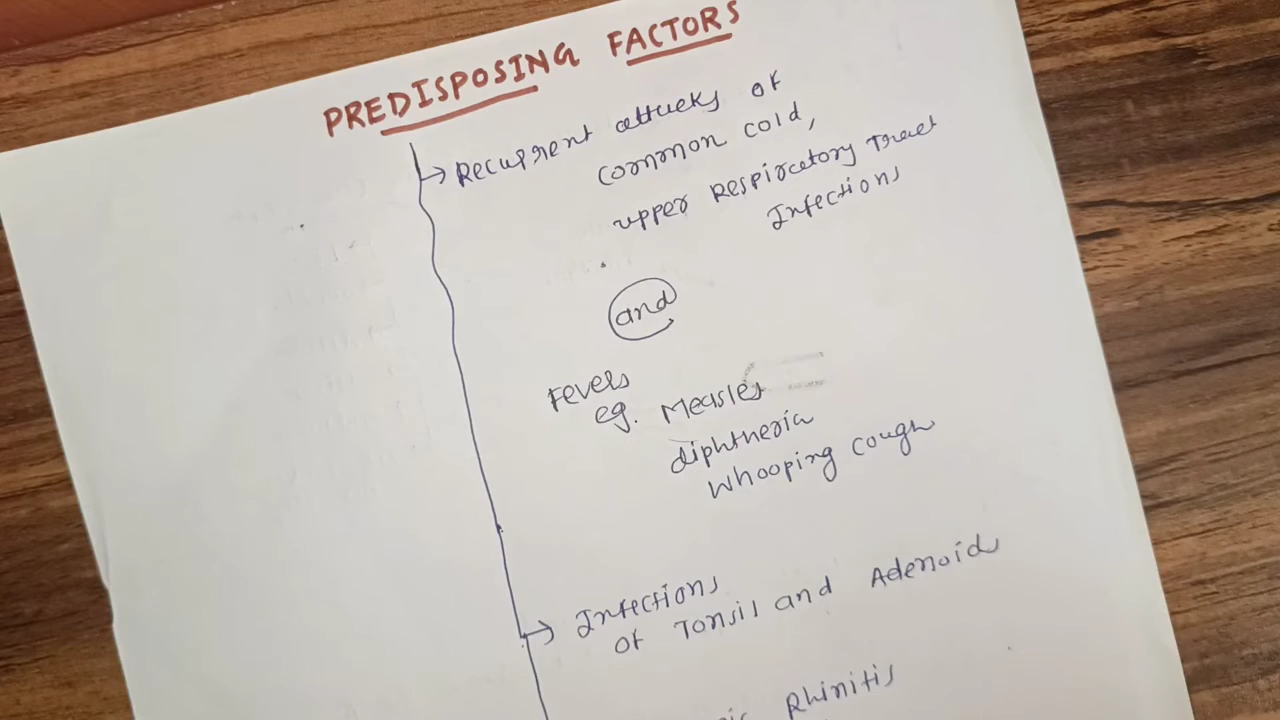 PREDISPOSING FACTORS
Recurrent attacks of
common cold,
upper Respiratory Tract
Infections
and
Fevers
eg. Measles
diphtheria
whooping cough
Infections
of Tonsil and Adenoid
Rhinitis